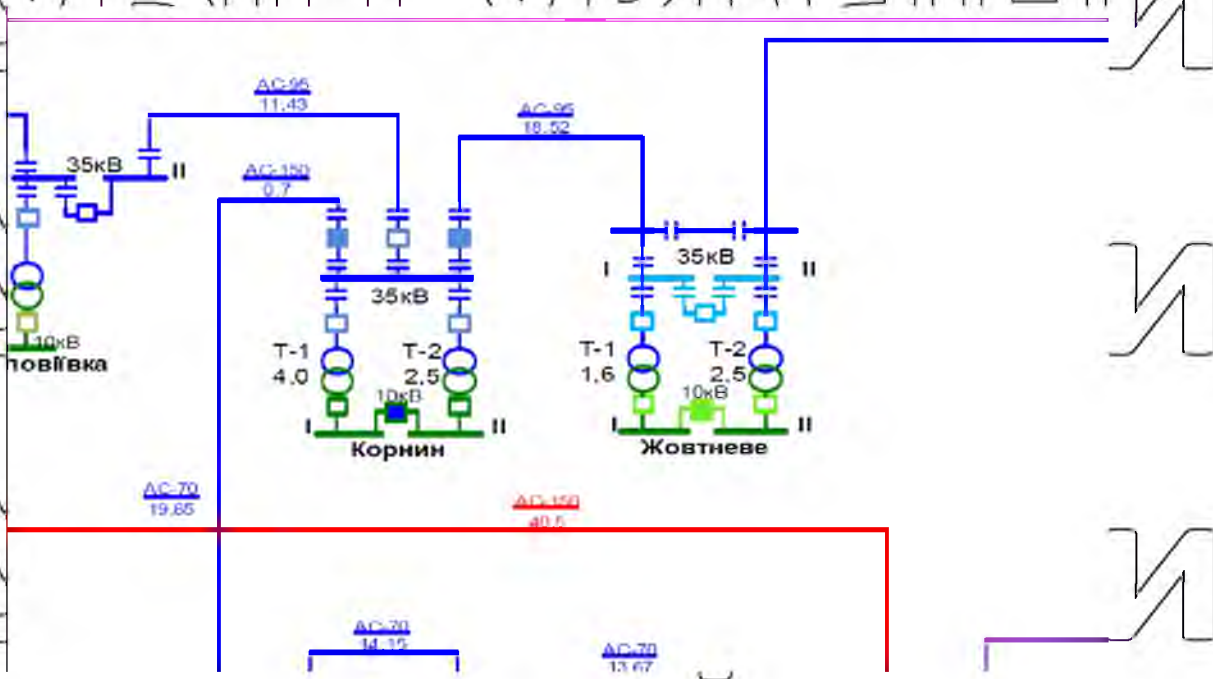 АС-95
11,43
АС-95
18,52
35кВ
II
АС-150
0,7
35кВ
I
II
35кВ
Т-1
4.0
Т-2
2.5
Т-1
1.6
Т-2
2.5
10кВ
10кВ
10кВ
повіївка
I
II
Корнин
I
II
Жовтневе
АС-70
19,65
АС-150
40,5
АС-70
14,15
АС-70
13,67